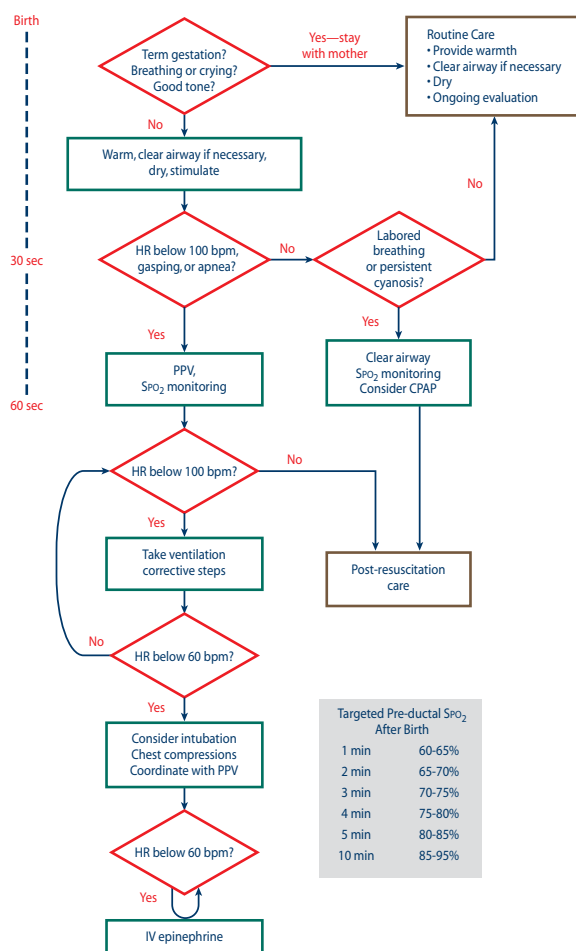 Birth
Yes—stay
with mother
Term gestation?
Breathing or crying?
Good tone?
Routine Care
• Provide warmth
• Clear airway if necessary
• Dry
• Ongoing evaluation
No
Warm, clear airway if necessary,
dry, stimulate
No
30 sec
HR below 100 bpm,
gasping, or apnea?
No
Labored
breathing
or persistent
cyanosis?
Yes
Yes
PPV,
SPO2 monitoring
Clear airway
SPO2 monitoring
Consider CPAP
60 sec
HR below 100 bpm?
No
Yes
Take ventilation
corrective steps
Post-resuscitation
care
No
HR below 60 bpm?
Yes
Consider intubation
Chest compressions
Coordinate with PPV
HR below 60 bpm?
Yes
IV epinephrine
Targeted Pre-ductal SPO2
After Birth
1 min 60-65%
2 min 65-70%
3 min 70-75%
4 min 75-80%
5 min 80-85%
10 min 85-95%